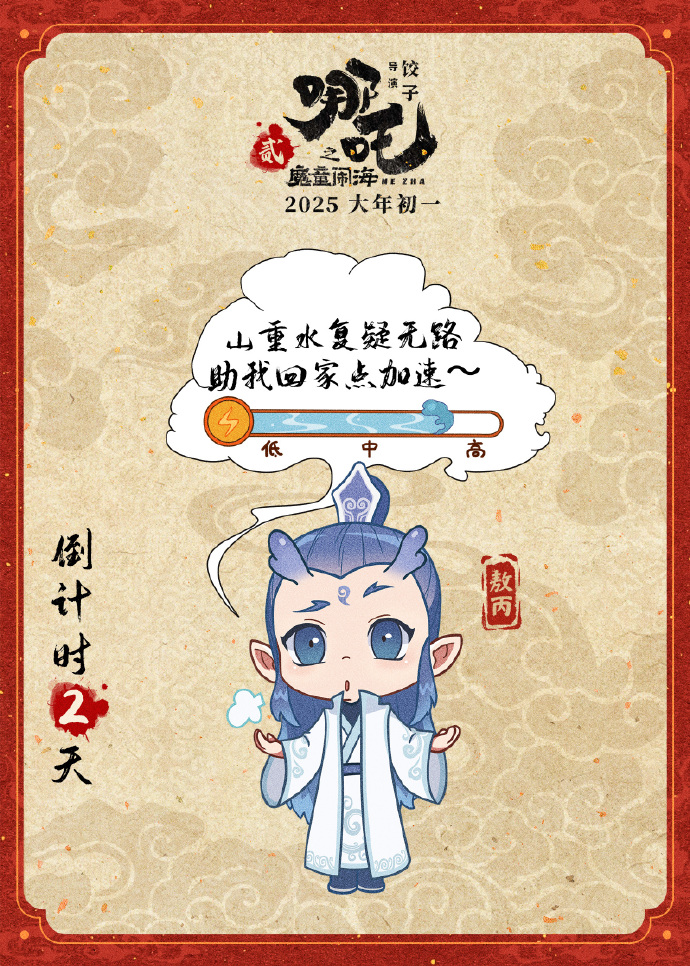 导演 饺子
哪吒
贰
之
魔童闹海 NE ZHA
2025 大年初一
山重水复疑无路
助我回家点加速～
低 中 高
敖丙
倒计时2天